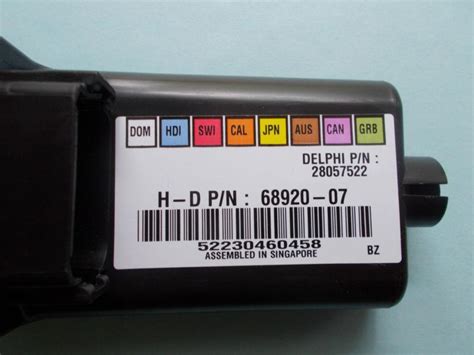 DOM HDI SWI CAL JPN AUS CAN GRB
DELPHI P/N :
28057522
H-D P/N : 68920-07
52230460458
ASSEMBLED IN SINGAPORE
BZ